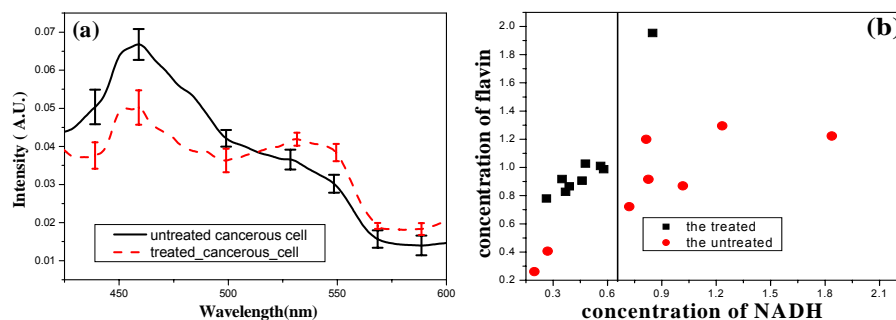 (a)
0.07
0.06
0.05
0.04
0.03
0.02
0.01
Intensity ( A.U.)
untreated cancerous cell
treated_cancerous_cell
450
500
550
600
Wavelength(nm)
(b)
2.0
1.8
1.6
1.4
1.2
1.0
0.8
0.6
0.4
0.2
concentration of flavin
the treated
the untreated
0.3
0.6
0.9
1.2
1.5
1.8
2.1
concentration of NADH